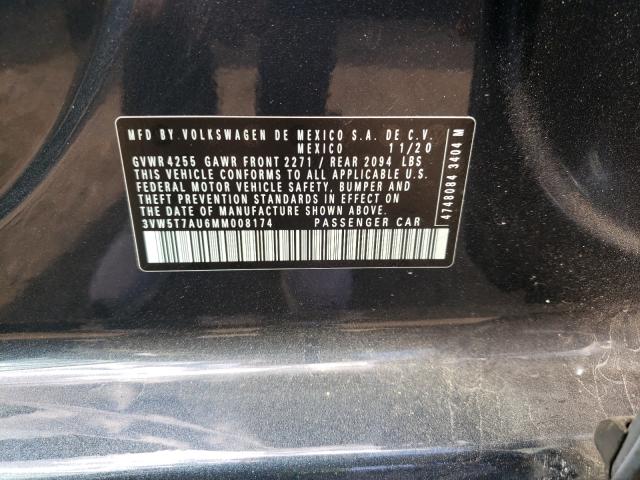 MFD BY.VOLKSWAGEN DE MEXICO S.A. DE C.V.
MEXICO 11/20
GVWR 4255 GAWR FRONT 2271 / REAR 2094 LBS
THIS VEHICLE CONFORMS TO ALL APPLICABLE U.S.
FEDERAL MOTOR VEHICLE SAFETY, BUMPER AND
THEFT PREVENTION STANDARDS IN EFFECT ON
THE DATE OF MANUFACTURE SHOWN ABOVE.
3VW5T7AU6MM008174 PASSENGER CAR
4748084 3404 M